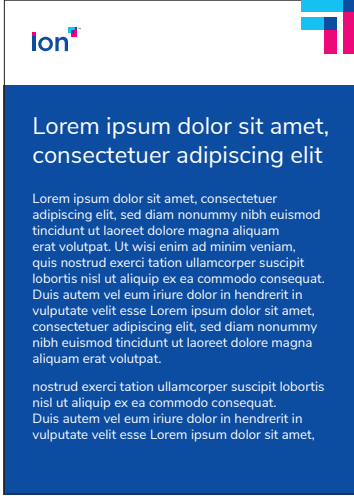 ion™
Lorem ipsum dolor sit amet,
consectetuer adipiscing elit
Lorem ipsum dolor sit amet, consectetuer
adipiscing elit, sed diam nonummy nibh euismod
tincidunt ut laoreet dolore magna aliquam
erat volutpat. Ut wisi enim ad minim veniam,
quis nostrud exerci tation ullamcorper suscipit
lobortis nisl ut aliquip ex ea commodo consequat.
Duis autem vel eum iriure dolor in hendrerit in
vulputate velit esse Lorem ipsum dolor sit amet,
consectetuer adipiscing elit, sed diam nonummy
nibh euismod tincidunt ut laoreet dolore magna
aliquam erat volutpat.
nostrud exerci tation ullamcorper suscipit lobortis
nisl ut aliquip ex ea commodo consequat.
Duis autem vel eum iriure dolor in hendrerit in
vulputate velit esse Lorem ipsum dolor sit amet,